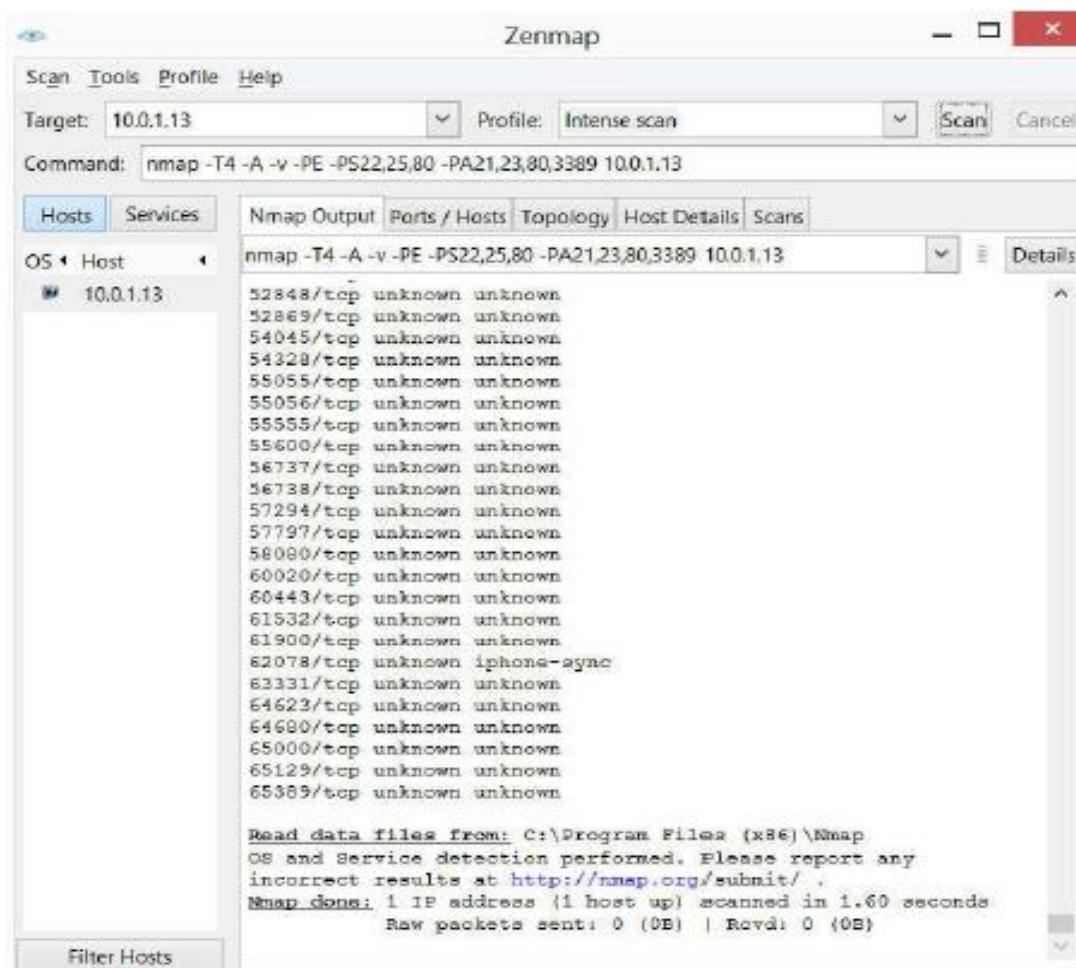 Zenmap
Scan Tools Profile Help
Target: 10.0.1.13 Profile: Intense scan Scan Cancel
Command: nmap -T4 -A -v -PE -PS22,25,80 -PA21,23,80,3389 10.0.1.13
Hosts Services Nmap Output Ports / Hosts Topology Host Details Scans
nmap -T4 -A -v -PE -PS22,25,80 -PA21,23,80,3389 10.0.1.13 Details
OS Host
10.0.1.13
52848/tcp unknown unknown
52869/tcp unknown unknown
54045/tcp unknown unknown
54328/tcp unknown unknown
55055/tcp unknown unknown
55056/tcp unknown unknown
55555/tcp unknown unknown
55600/tcp unknown unknown
56737/tcp unknown unknown
56738/tcp unknown unknown
57294/tcp unknown unknown
57797/tcp unknown unknown
58080/tcp unknown unknown
60020/tcp unknown unknown
60443/tcp unknown unknown
61532/tcp unknown unknown
61900/tcp unknown unknown
62078/tcp unknown iphone-sync
63331/tcp unknown unknown
64623/tcp unknown unknown
64680/tcp unknown unknown
65000/tcp unknown unknown
65129/tcp unknown unknown
65389/tcp unknown unknown
Read data files from: C:\Program Files (x86)\Nmap
OS and Service detection performed. Please report any
incorrect results at http://nmap.org/submit/ .
Nmap done: 1 IP address (1 host up) scanned in 1.60 seconds
Raw packets sent: 0 (0B) | Rcvd: 0 (0B)
Filter Hosts